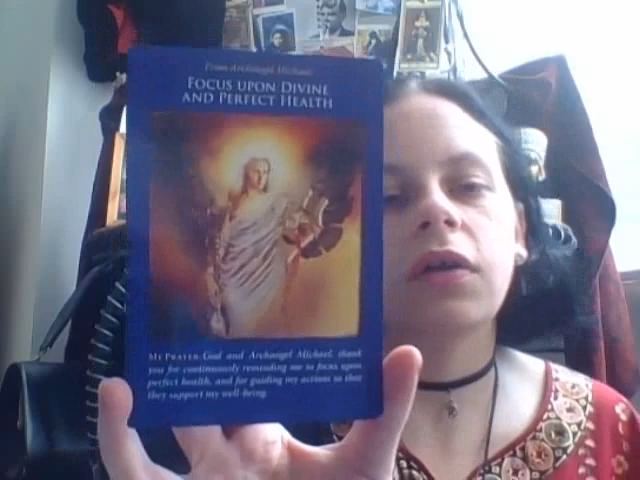 From Archangel Michael:
FOCUS UPON DIVINE
AND PERFECT HEALTH
MY PRAYER: God and Archangel Michael, thank
you for continuously reminding me to focus upon
perfect health, and for guiding my actions so that
they support my well-being.